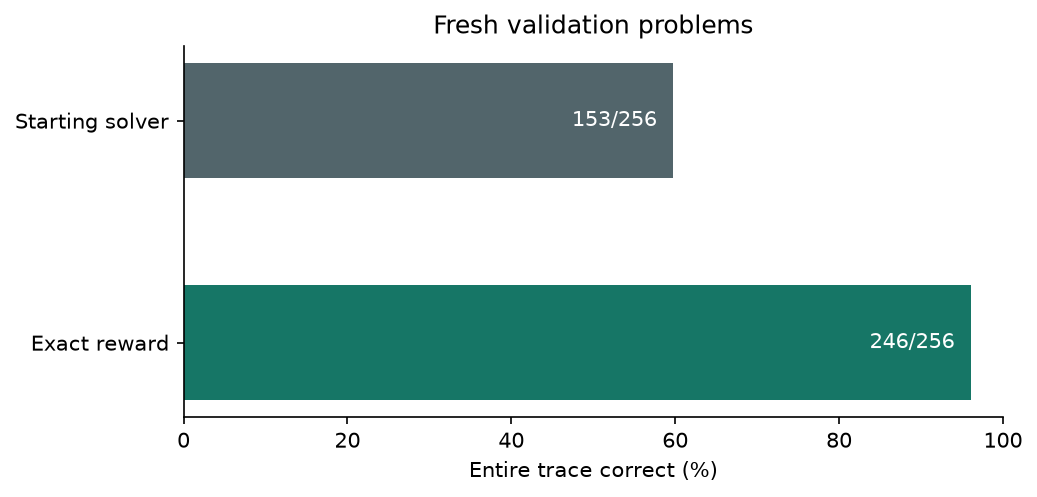 Fresh validation problems
Starting solver
153/256
Exact reward
246/256
0 20 40 60 80 100
Entire trace correct (%)